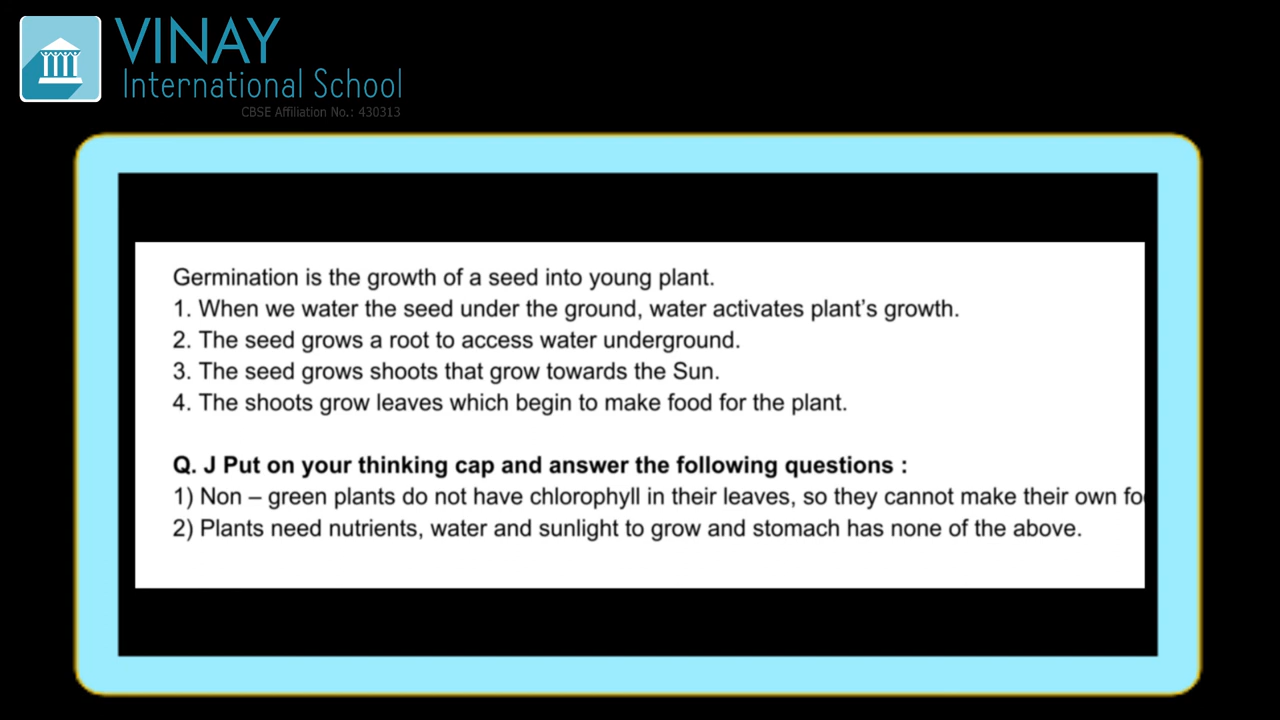 VINAY
International School
CBSE Affiliation No.: 430313
Germination is the growth of a seed into young plant.
1. When we water the seed under the ground, water activates plant's growth.
2. The seed grows a root to access water underground.
3. The seed grows shoots that grow towards the Sun.
4. The shoots grow leaves which begin to make food for the plant.
Q. J Put on your thinking cap and answer the following questions :
1) Non – green plants do not have chlorophyll in their leaves, so they cannot make their own
2) Plants need nutrients, water and sunlight to grow and stomach has none of the above.